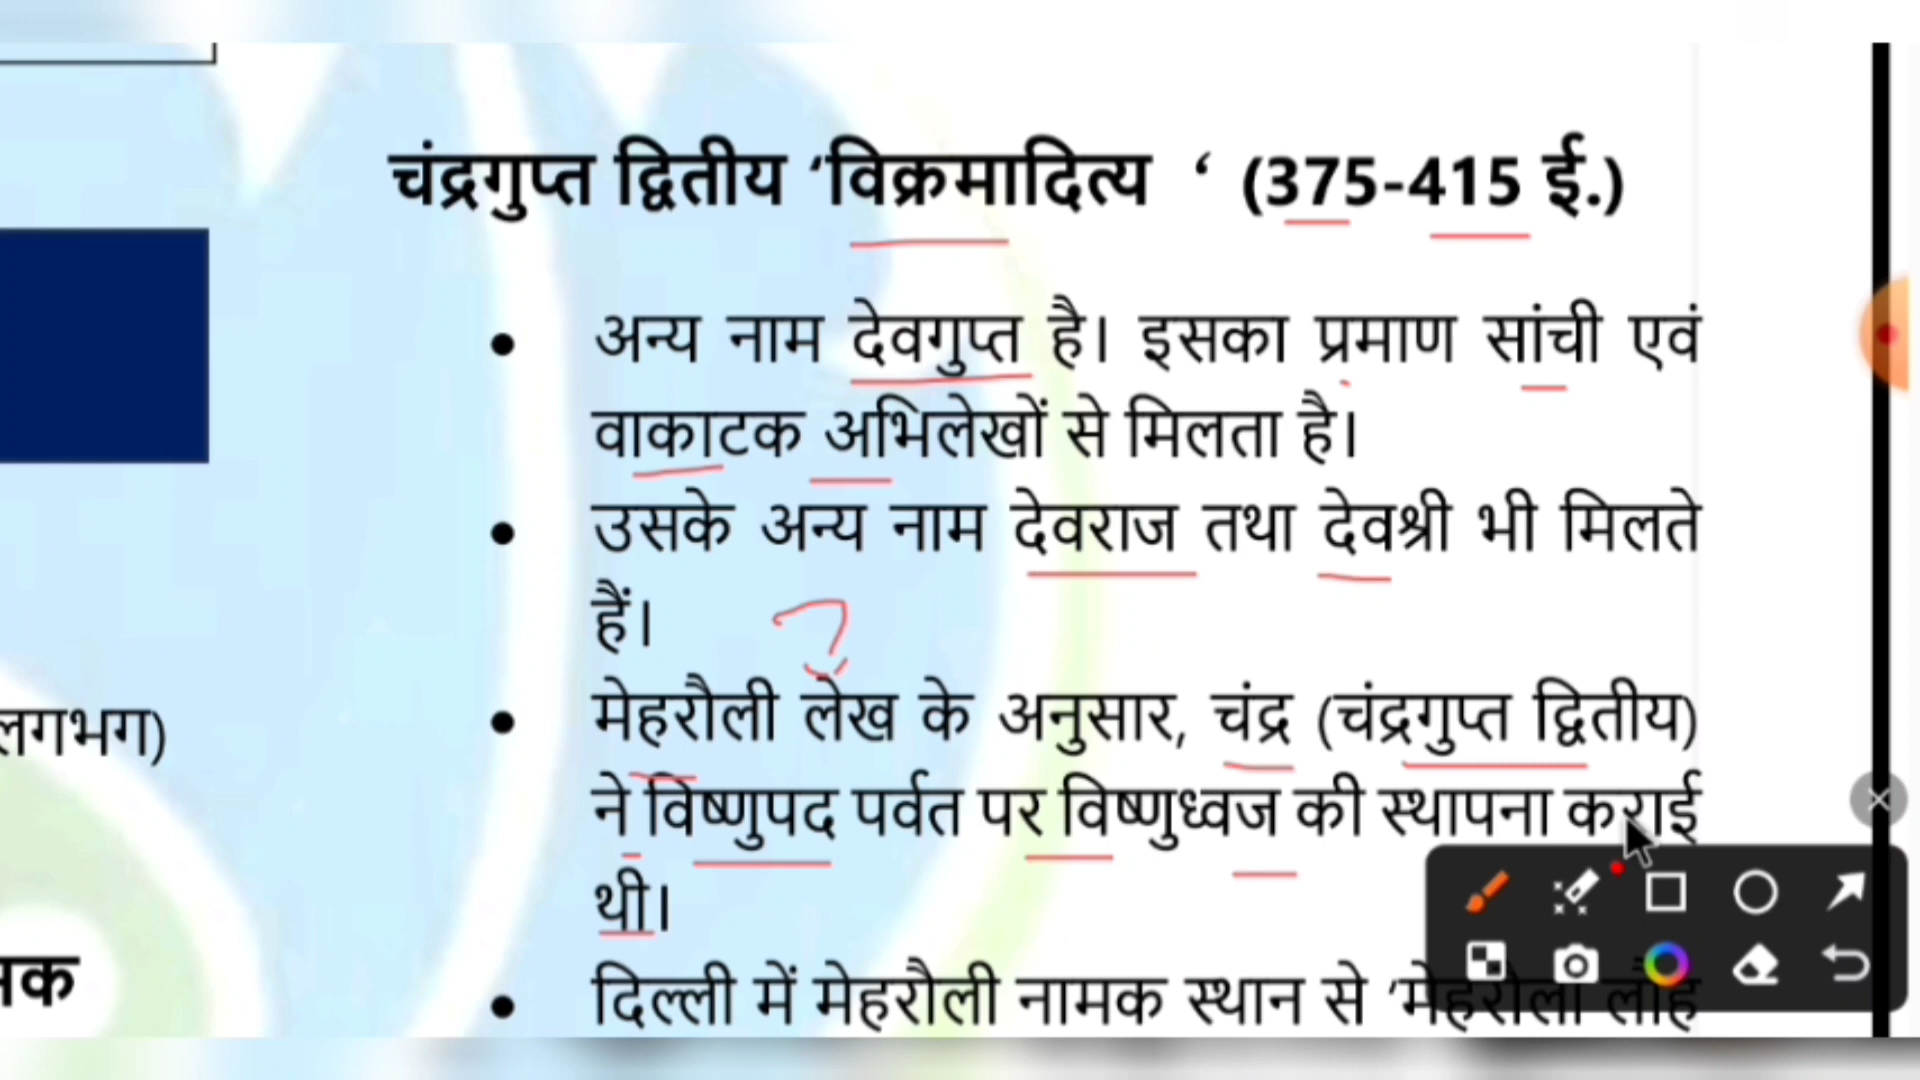 चंद्रगुप्त द्वितीय ‘विक्रमादित्य ‘ (375-415 ई.)
अन्य नाम देवगुप्त है। इसका प्रमाण सांची एवं
वाकाटक अभिलेखों से मिलता है।
उसके अन्य नाम देवराज तथा देवश्री भी मिलते
हैं।
मेहरौली लेख के अनुसार, चंद्र (चंद्रगुप्त द्वितीय)
लगभग)
ने विष्णुपद पर्वत पर विष्णुध्वज की स्थापना कराई
थी।
दिल्ली में मेहरौली नामक स्थान से ‘मेहरौली लौह